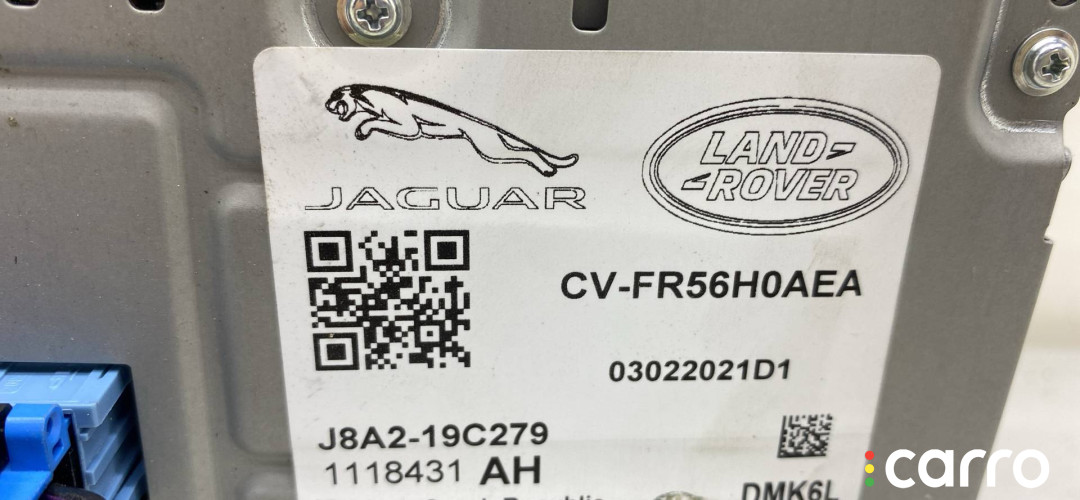 JAGUAR
LAND-
ROVER
CV-FR56H0AEA
03022021D1
J8A2-19C279
1118431 AH
DMK6L
carro